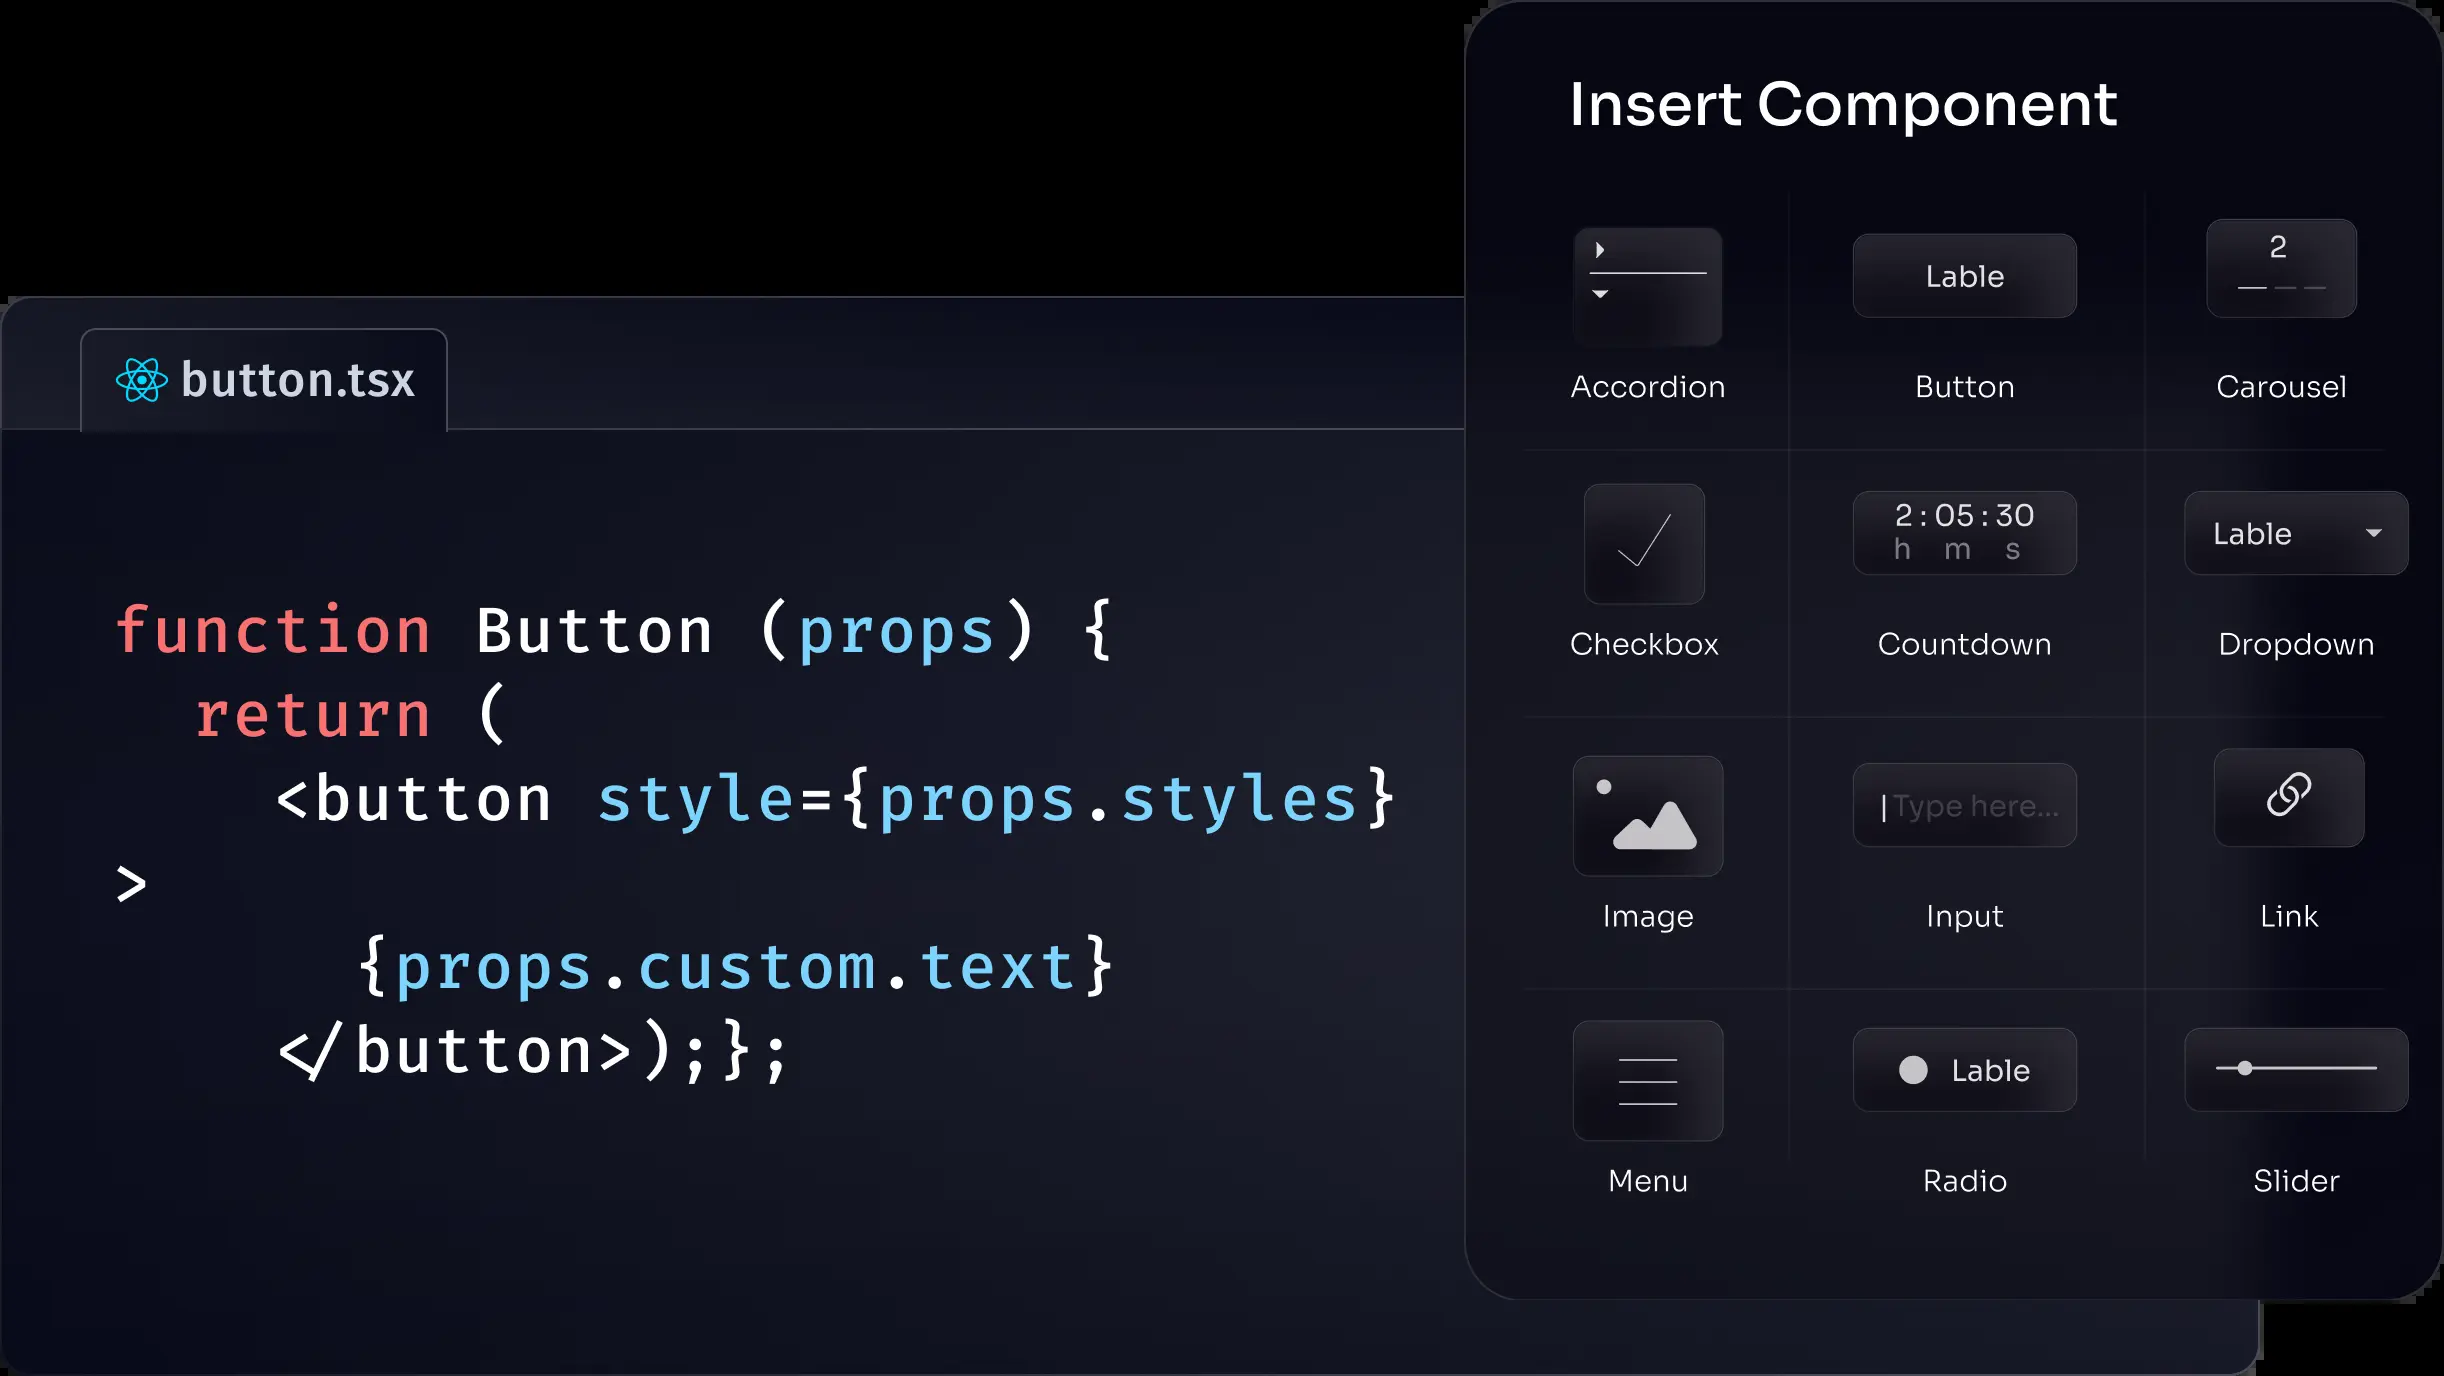 button.tsx
function Button (props) {
  return (
    <button style={props.styles}
>
      {props.custom.text}
    </button>);};
Insert Component
Lable
2
Accordion
Button
Carousel
2:05:30
h m s
Lable
Checkbox
Countdown
Dropdown
Type here...
Image
Input
Link
Lable
Menu
Radio
Slider